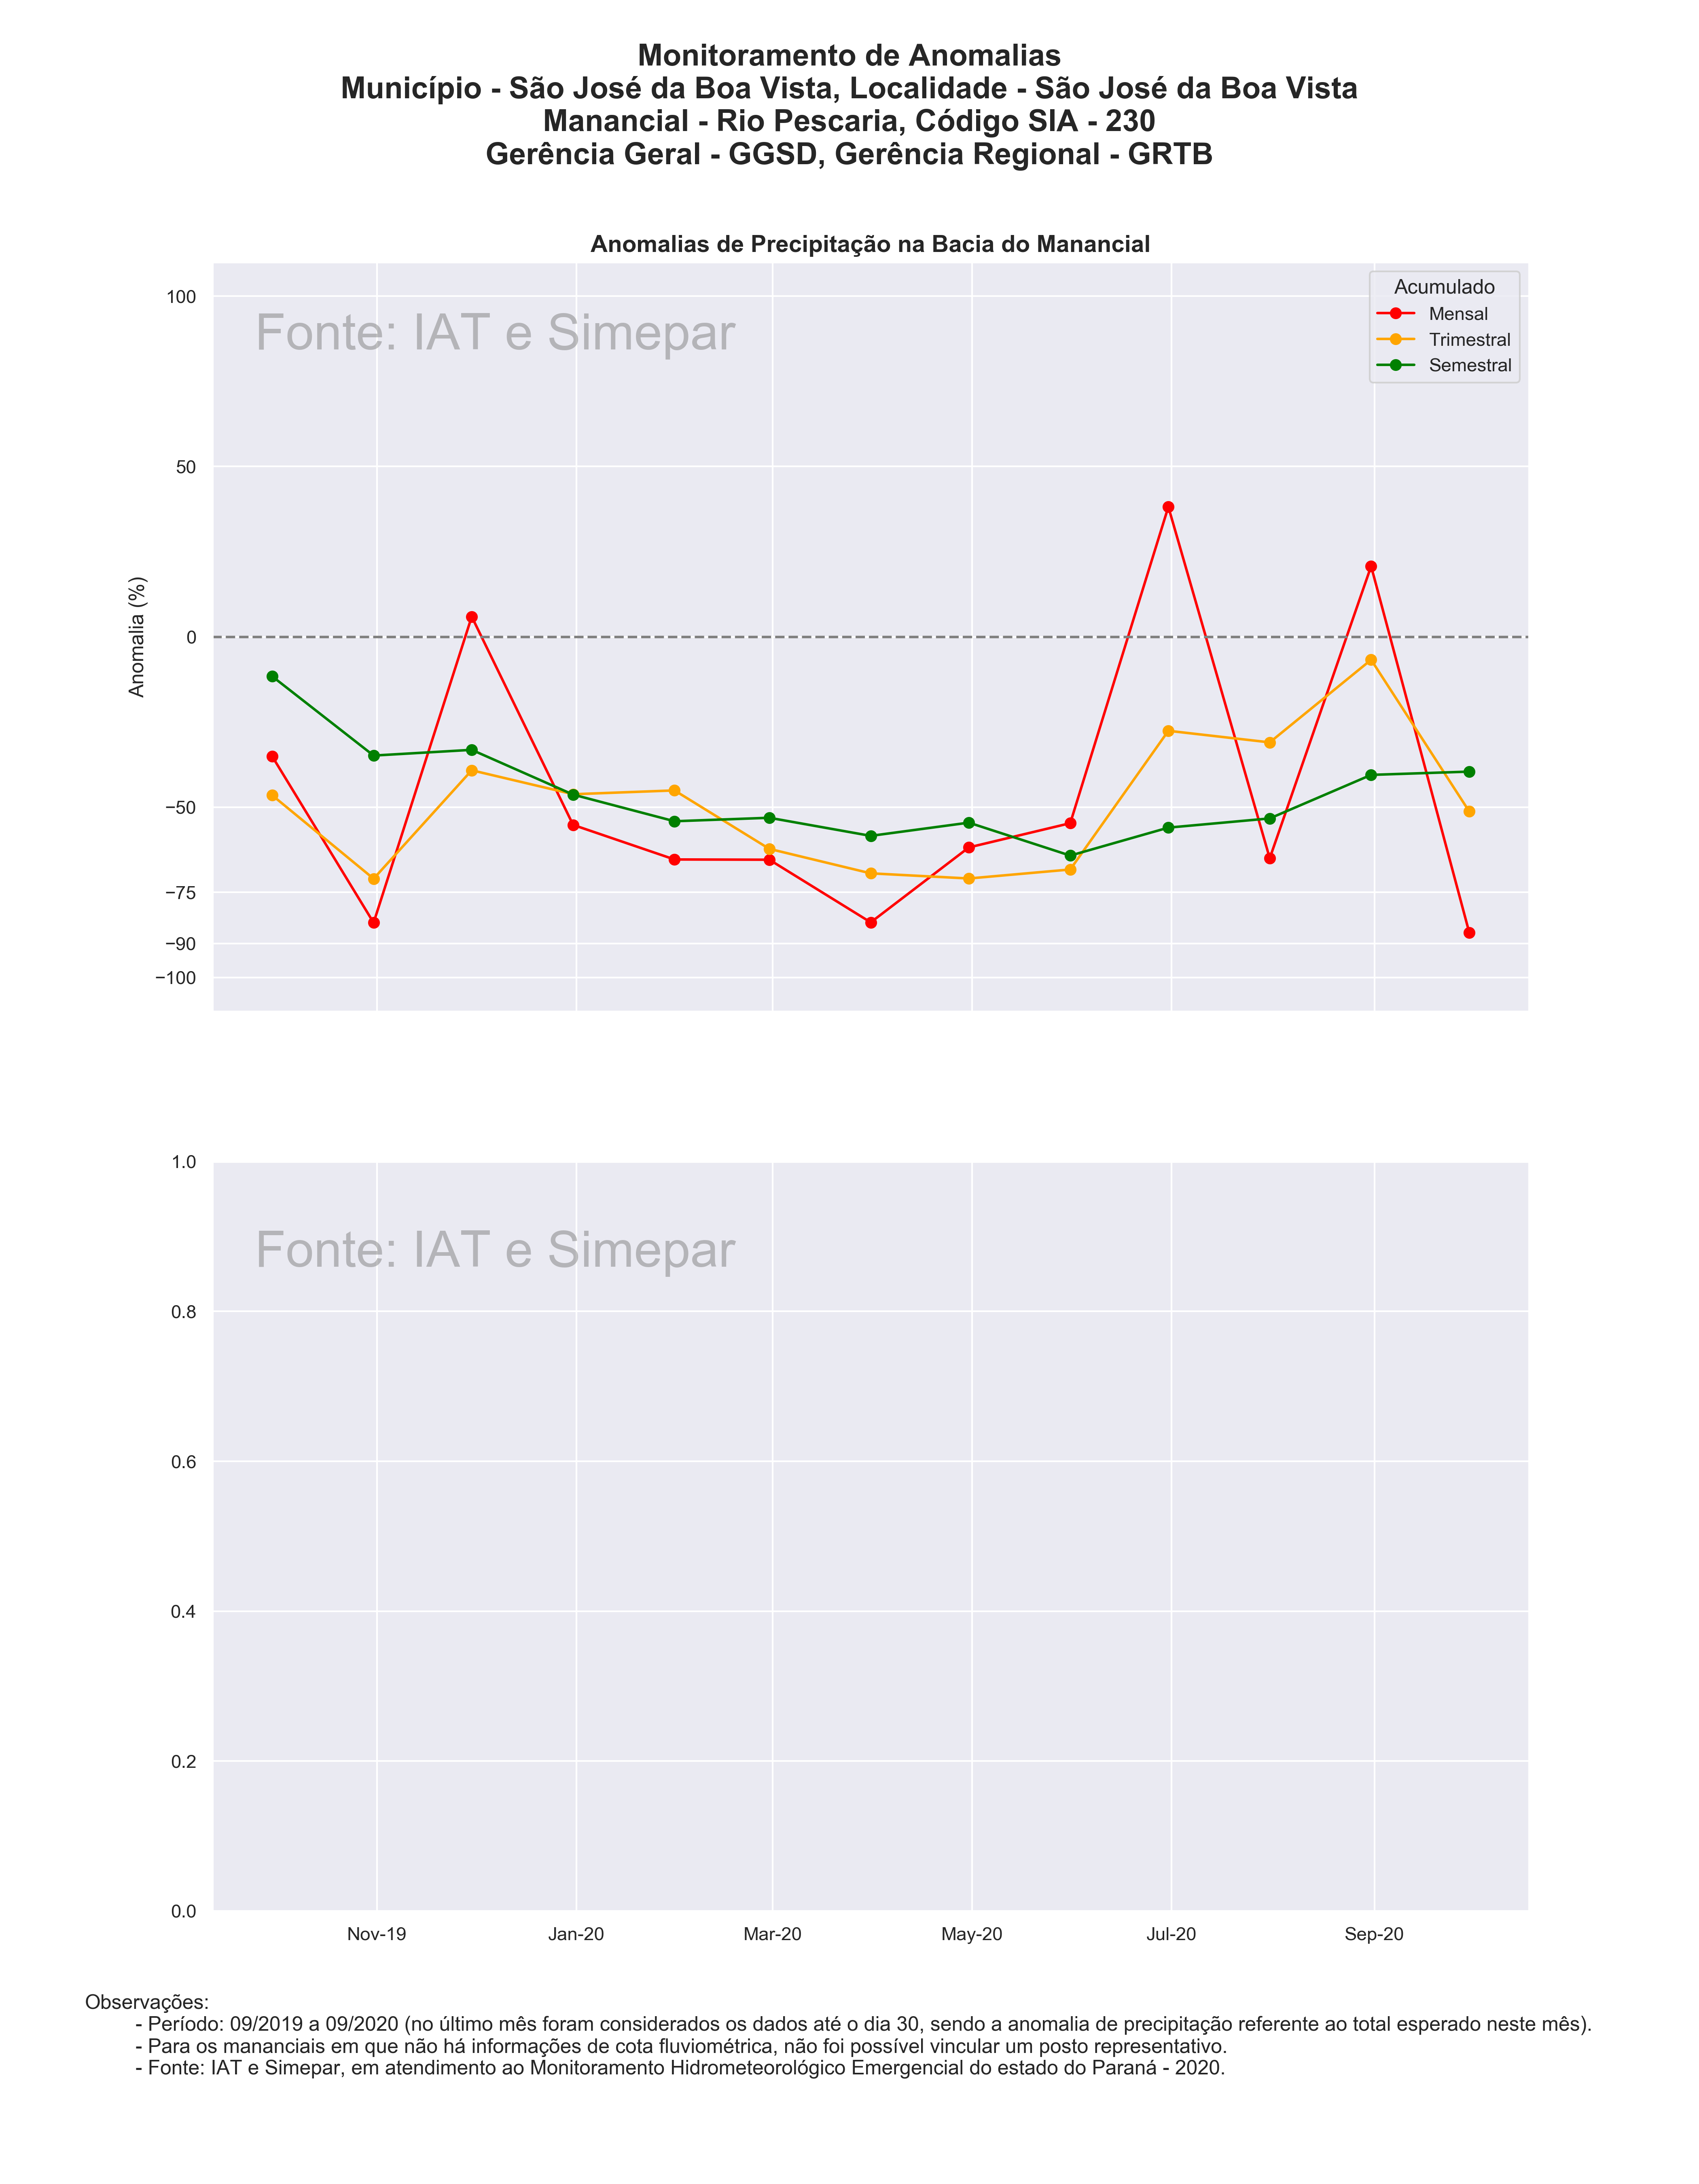 Monitoramento de Anomalias
Município - São José da Boa Vista, Localidade - São José da Boa Vista
Manancial - Rio Pescaria, Código SIA - 230
Gerência Geral - GGSD, Gerência Regional - GRTB
Anomalias de Precipitação na Bacia do Manancial
Fonte: IAT e Simepar
Acumulado
Mensal
Trimestral
Semestral
Anomalia (%)
100
50
0
−50
−75
−90
−100
Fonte: IAT e Simepar
1.0
0.8
0.6
0.4
0.2
0.0
Nov-19 Jan-20 Mar-20 May-20 Jul-20 Sep-20
Observações:
- Período: 09/2019 a 09/2020 (no último mês foram considerados os dados até o dia 30, sendo a anomalia de precipitação referente ao total esperado neste mês).
- Para os mananciais em que não há informações de cota fluviométrica, não foi possível vincular um posto representativo.
- Fonte: IAT e Simepar, em atendimento ao Monitoramento Hidrometeorológico Emergencial do estado do Paraná - 2020.